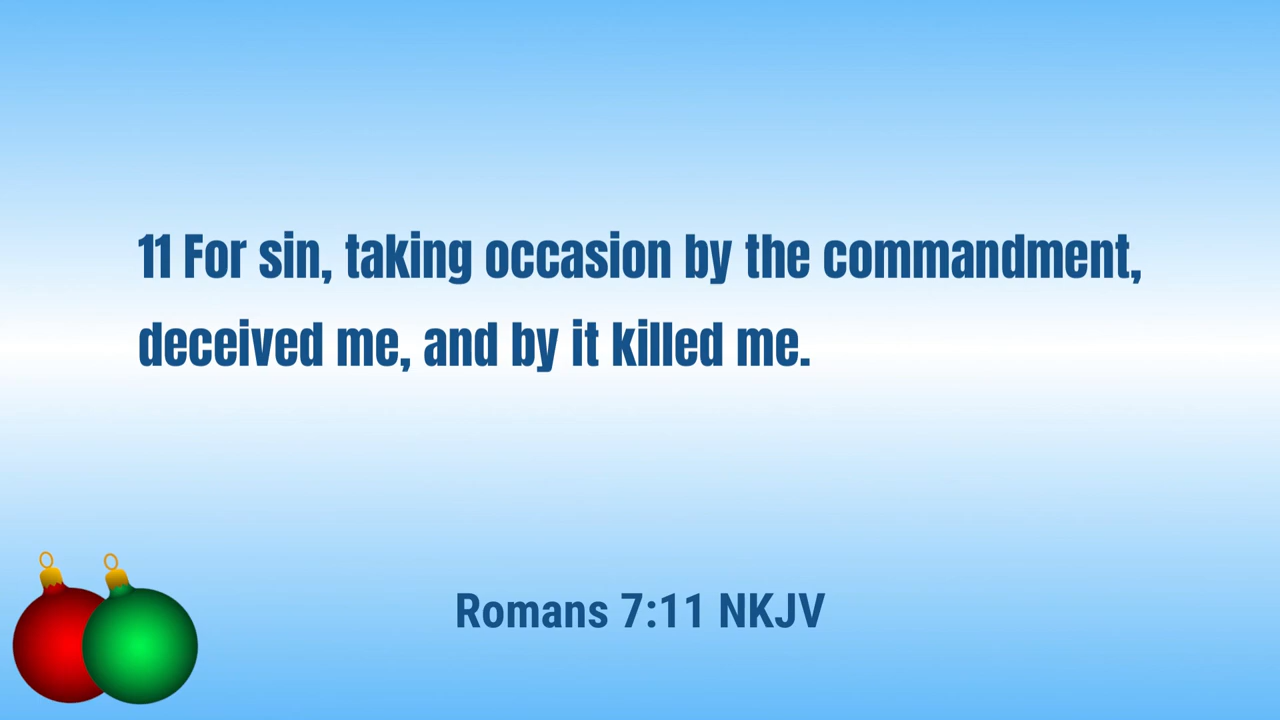 11 For sin, taking occasion by the commandment,
deceived me, and by it killed me.
Romans 7:11 NKJV